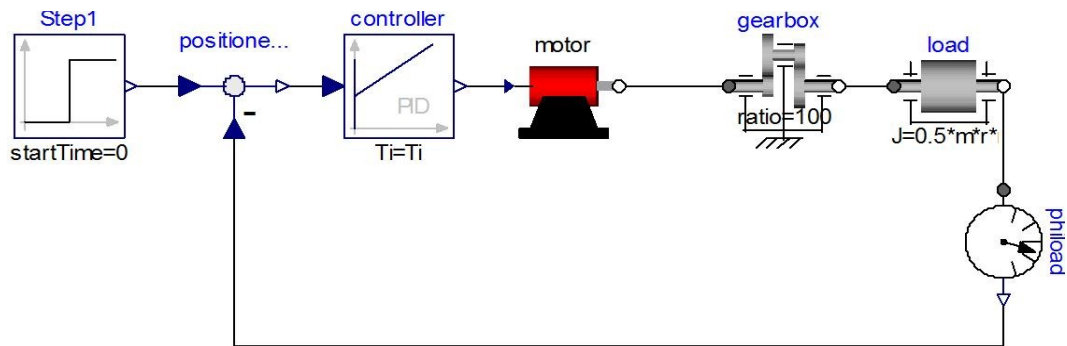 Step1
positione...
controller
motor
gearbox
load
PID
ratio=100
startTime=0
Ti=Ti
J=0.5*m*r*
phiload